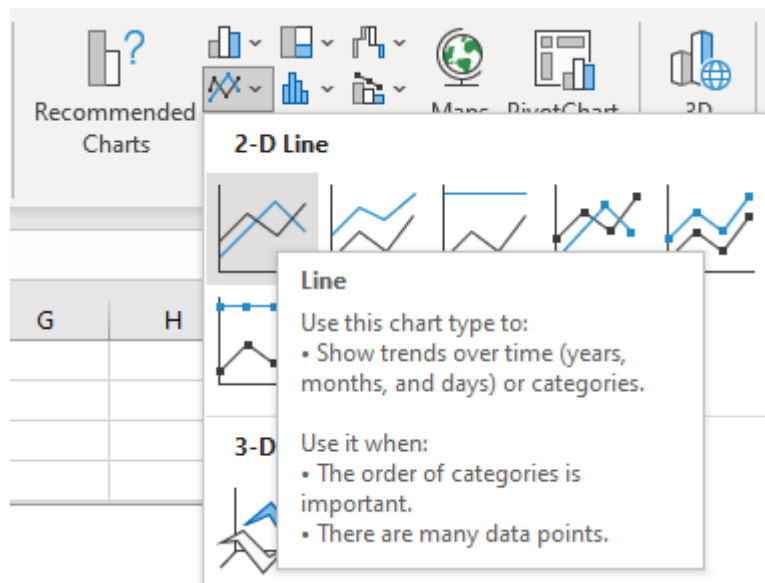 Recommended
Charts
Maps PivotChart
3D
2-D Line
G H
Line
Use this chart type to:
• Show trends over time (years,
months, and days) or categories.
3-D
Use it when:
• The order of categories is
important.
• There are many data points.